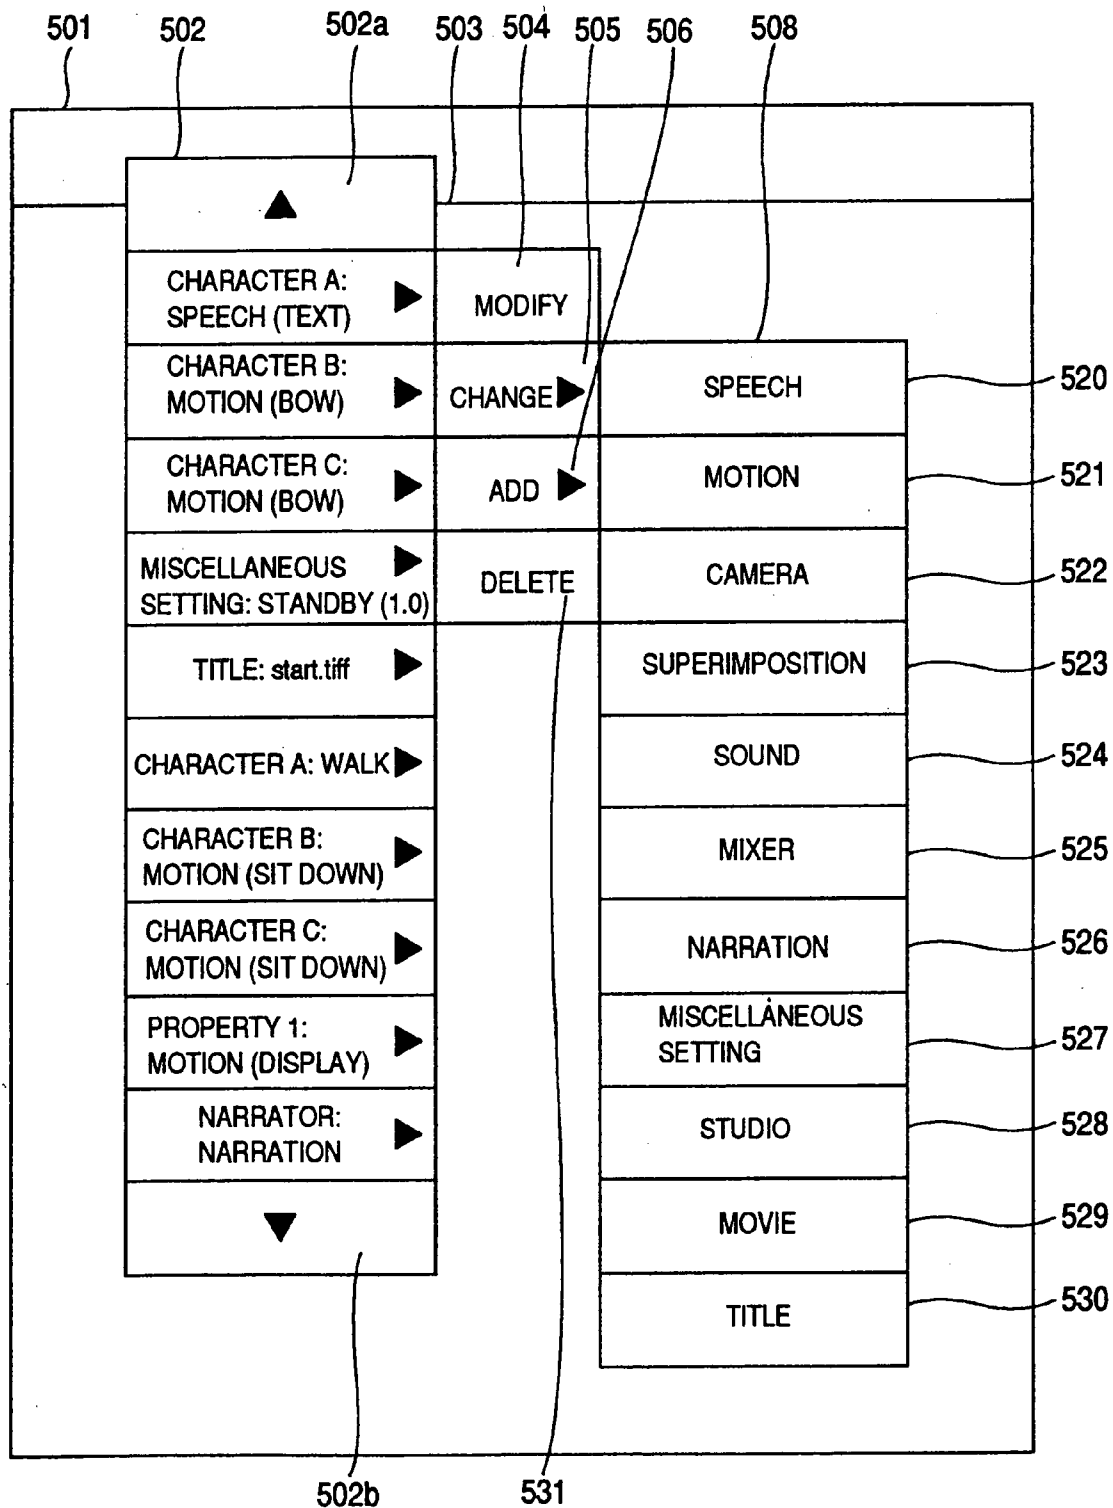 501
502
502a
503
504
505
506
508
CHARACTER A:
SPEECH (TEXT)
CHARACTER B:
MOTION (BOW)
CHARACTER C:
MOTION (BOW)
MISCELLANEOUS
SETTING: STANDBY (1.0)
TITLE: start.tiff
CHARACTER A: WALK
CHARACTER B:
MOTION (SIT DOWN)
CHARACTER C:
MOTION (SIT DOWN)
PROPERTY 1:
MOTION (DISPLAY)
NARRATOR:
NARRATION
MODIFY
CHANGE
ADD
DELETE
SPEECH
MOTION
CAMERA
SUPERIMPOSITION
SOUND
MIXER
NARRATION
MISCELLANEOUS
SETTING
STUDIO
MOVIE
TITLE
520
521
522
523
524
525
526
527
528
529
530
502b
531